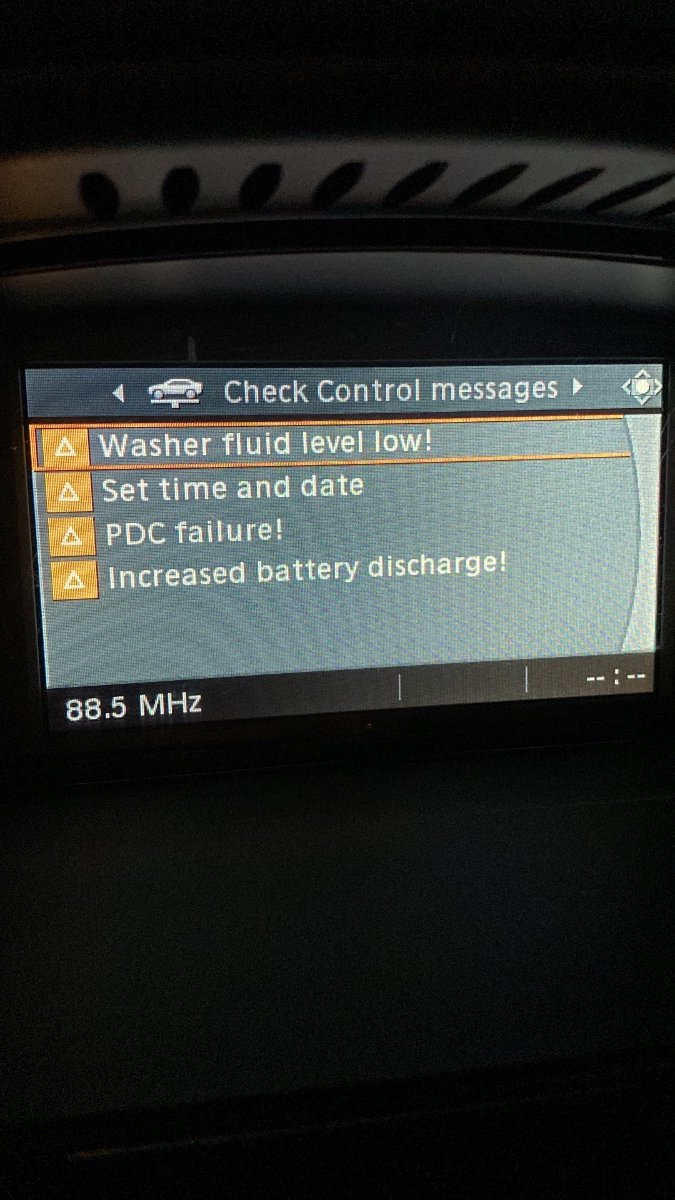 Check Control messages
Washer fluid level low!
Set time and date
PDC failure!
Increased battery discharge!
88.5 MHz
-- : --